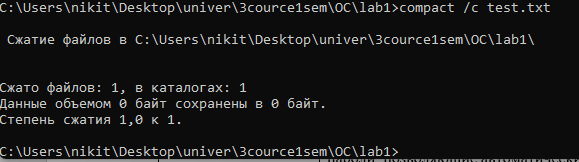 C:\Users\nikit\Desktop\univer\3cource1sem\OC\lab1>compact /c test.txt
Сжатие файлов в C:\Users\nikit\Desktop\univer\3cource1sem\OC\lab1\
Сжато файлов: 1, в каталогах: 1
Данные объемом 0 байт сохранены в 0 байт.
Степень сжатия 1,0 к 1.
C:\Users\nikit\Desktop\univer\3cource1sem\OC\lab1>